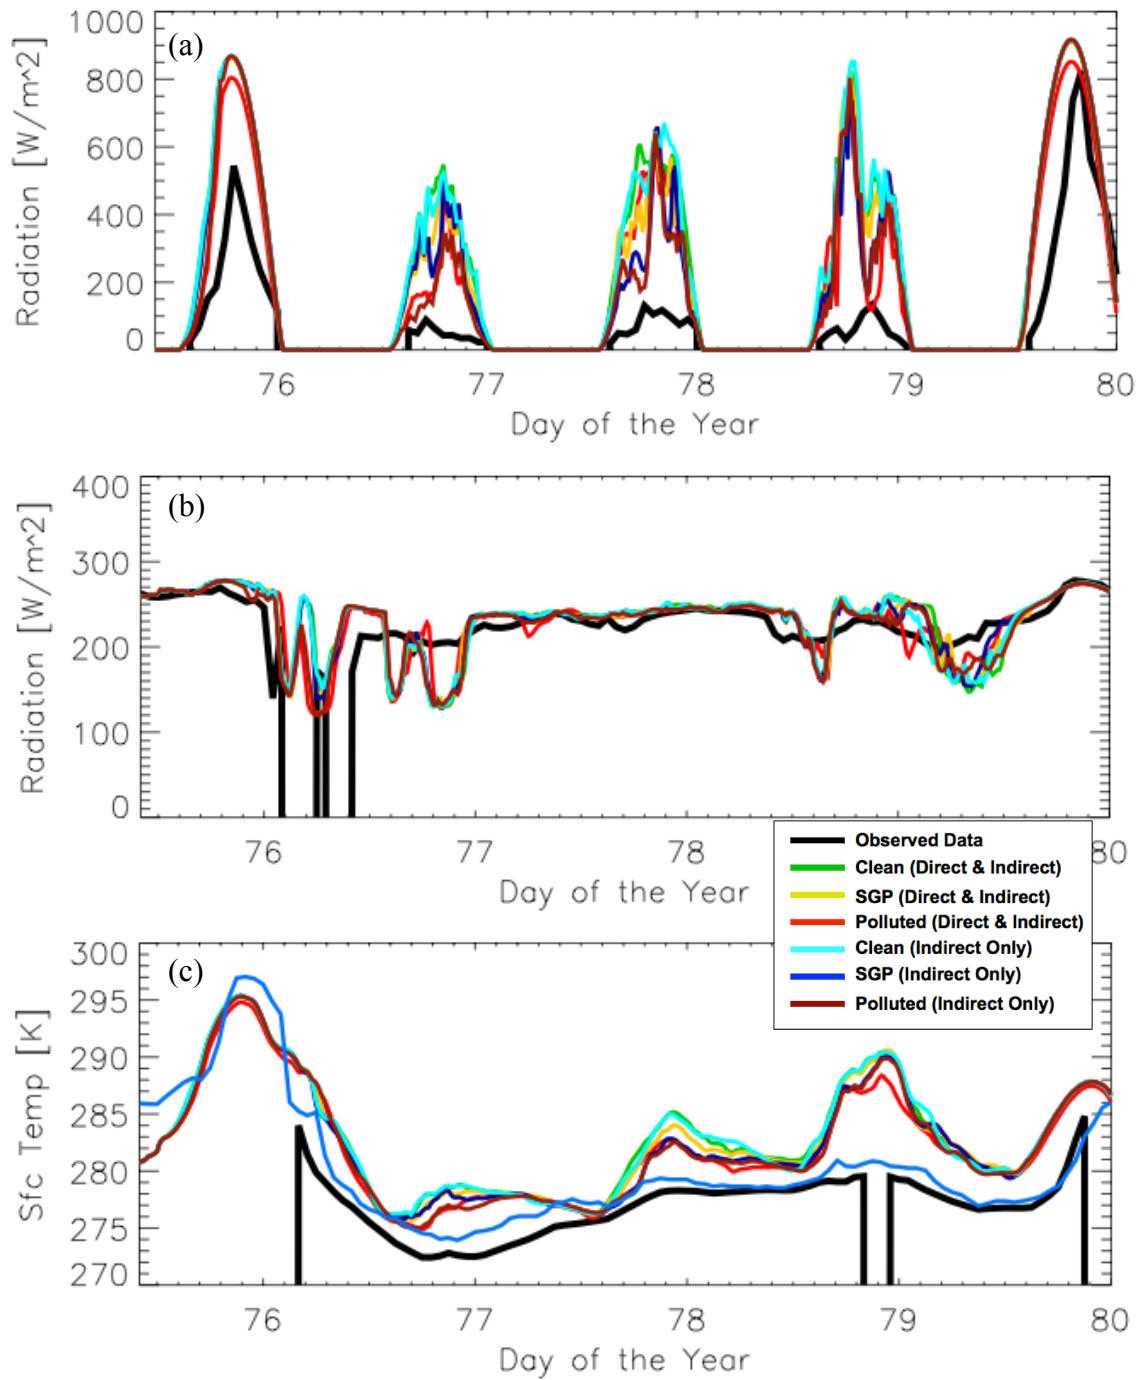 (a)
Radiation [W/m^2]
1000
800
600
400
200
0
76 77 78 79 80
Day of the Year
(b)
Radiation [W/m^2]
400
300
200
100
0
76 77 78 80
Day of the Year
Observed Data
Clean (Direct & Indirect)
SGP (Direct & Indirect)
Polluted (Direct & Indirect)
Clean (Indirect Only)
SGP (Indirect Only)
Polluted (Indirect Only)
(c)
Sfc Temp [K]
300
295
290
285
280
275
270
76 77 78 79 80
Day of the Year